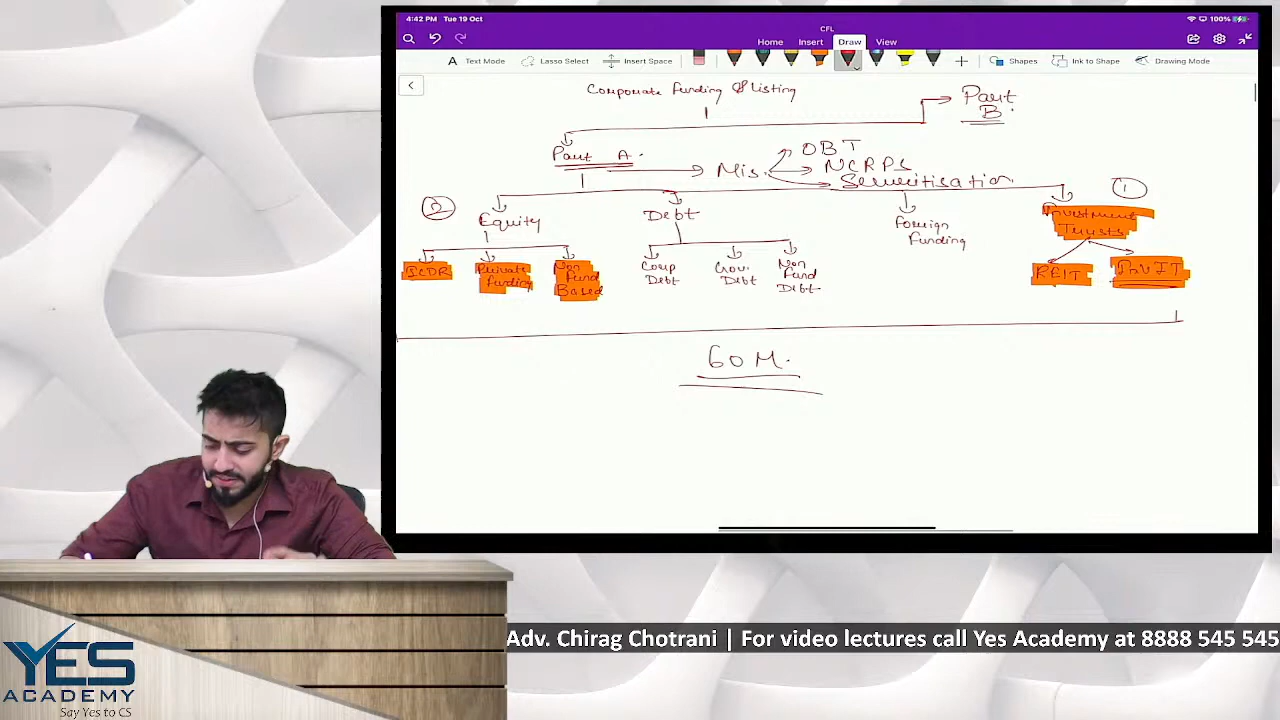 4:42 PM Tue 19 Oct
100%
CFL
Home Insert Draw View
Text Mode Lasso Select Insert Space Shapes Ink to Shape Drawing Mode
Corporate Funding & Listing
Part B.
Part A. Mis.
OBT
NCRPS
Securitisation
② Equity Debt Foreign Funding ① Investment Trusts
ICDR Private Funding Non Fund Based Corp Debt Gov. Debt Non Fund Debt REIT InvIT
60 M.
Adv. Chirag Chotrani | For video lectures call Yes Academy at 8888 545 545
YES
ACADEMY
Say Yes to CS